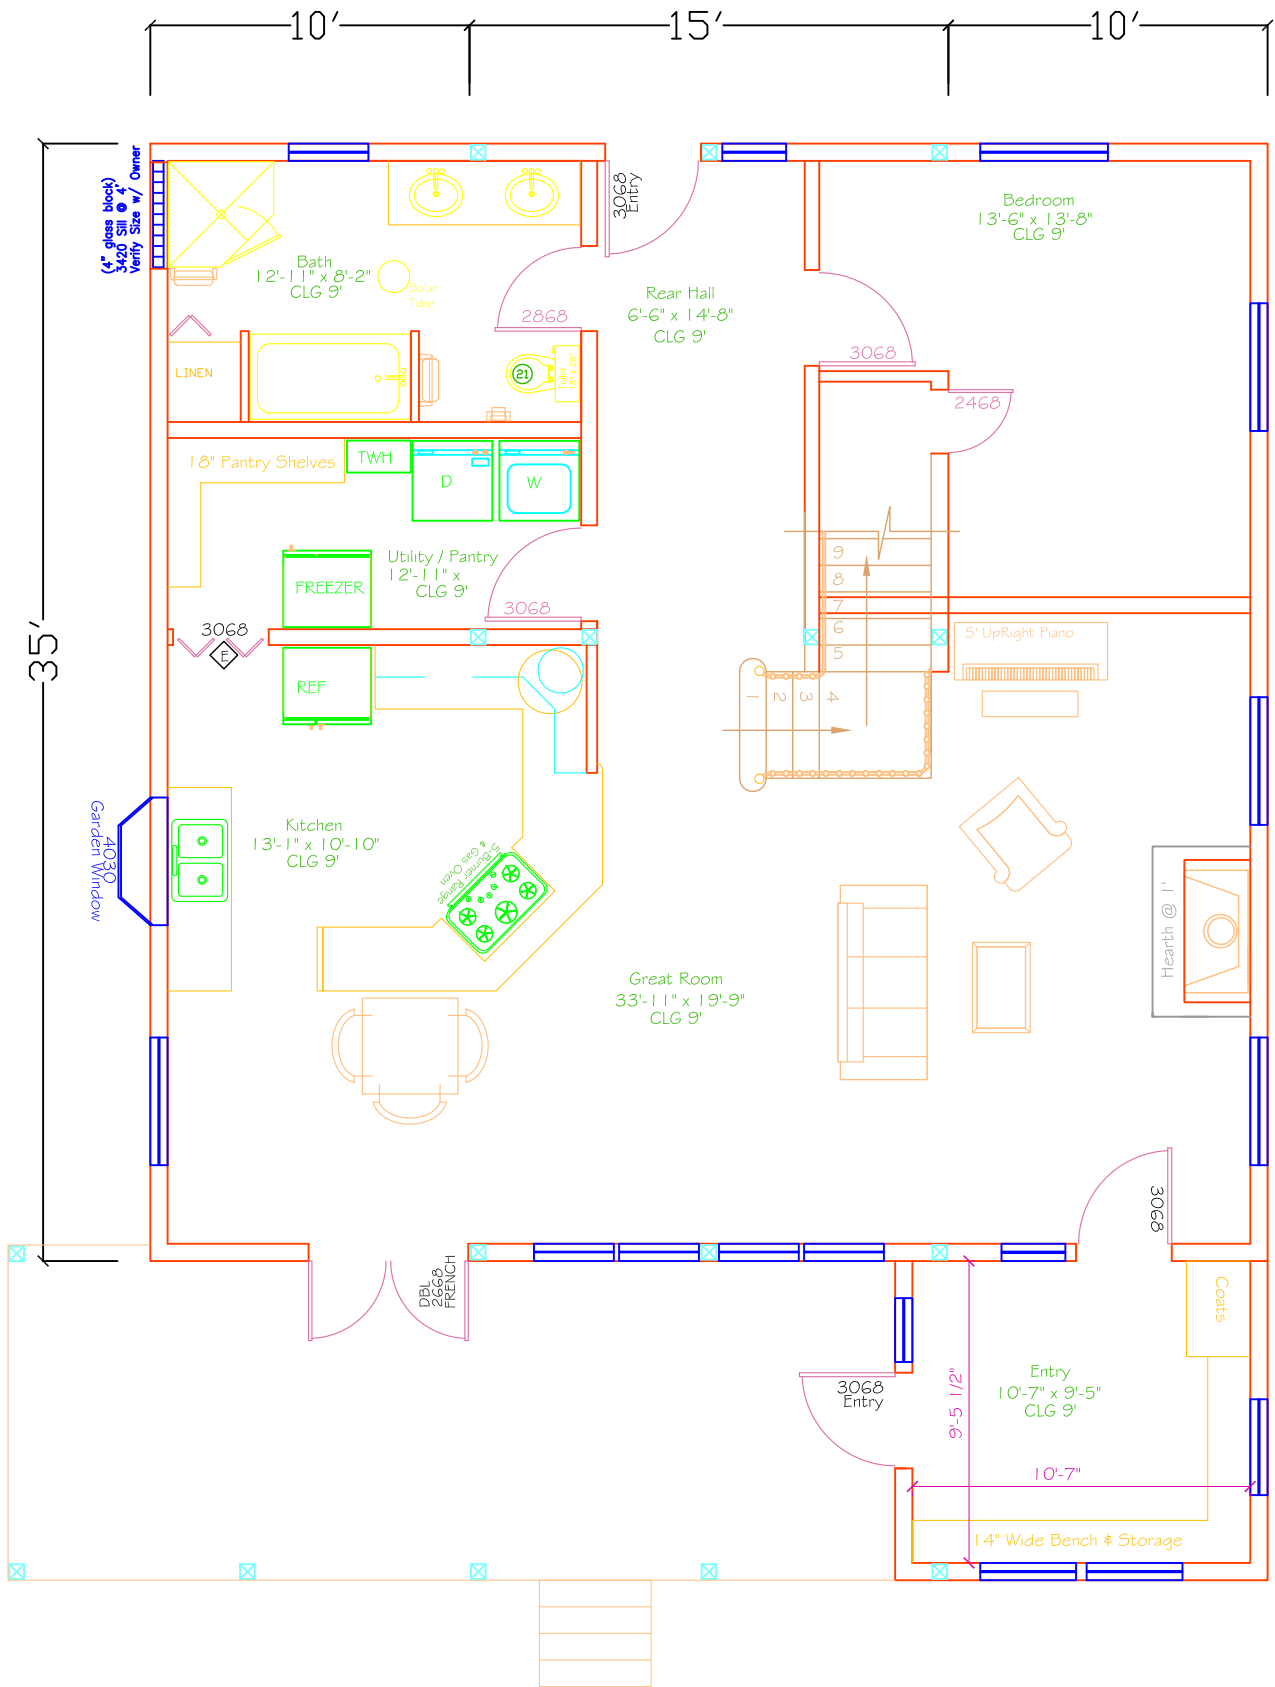 10'
15'
10'
35'
(4" glass block)
3420 Sill @ 4'
Verify Size w/ Owner
3068
Entry
Bedroom
13'-6" x 13'-8"
CLG 9'
Bath
12'-11" x 8'-2"
CLG 9'
Solar
Tube
Rear Hall
6'-6" x 14'-8"
CLG 9'
2868
3068
LINEN
21
Toilet
2468
18" Pantry Shelves
TWH
D
W
Utility / Pantry
12'-11" x
CLG 9'
FREEZER
3068
3068
E
REF
9
8
7
6
5
4
3
2
1
5' UpRight Piano
4030
Garden Window
Kitchen
13'-1" x 10'-10"
CLG 9'
5-Burner Range
& Gas Oven
Hearth @ 1'
Great Room
33'-11" x 19'-9"
CLG 9'
3068
DBL
2668
FRENCH
Coats
3068
Entry
9'-5 1/2"
Entry
10'-7" x 9'-5"
CLG 9'
10'-7"
14" Wide Bench & Storage